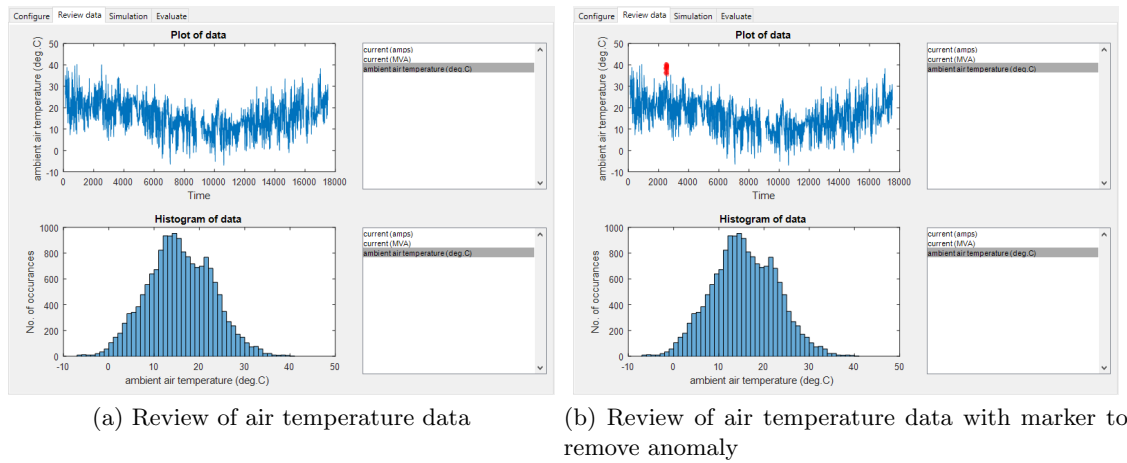 Configure Review data Simulation Evaluate
Plot of data
ambient air temperature (deg.C)
50
40
30
20
10
0
-10
0 2000 4000 6000 8000 10000 12000 14000 16000 18000
Time
current (amps)
current (MVA)
ambient air temperature (deg.C)
Histogram of data
No. of occurances
1000
800
600
400
200
0
-10 0 10 20 30 40 50
ambient air temperature (deg.C)
current (amps)
current (MVA)
ambient air temperature (deg.C)
(a) Review of air temperature data
Configure Review data Simulation Evaluate
Plot of data
ambient air temperature (deg.C)
50
40
30
20
10
0
-10
0 2000 4000 6000 8000 10000 12000 14000 16000 18000
Time
current (amps)
current (MVA)
ambient air temperature (deg.C)
Histogram of data
No. of occurances
1000
800
600
400
200
0
-10 0 10 20 30 40 50
ambient air temperature (deg.C)
current (amps)
current (MVA)
ambient air temperature (deg.C)
(b) Review of air temperature data with marker to
remove anomaly